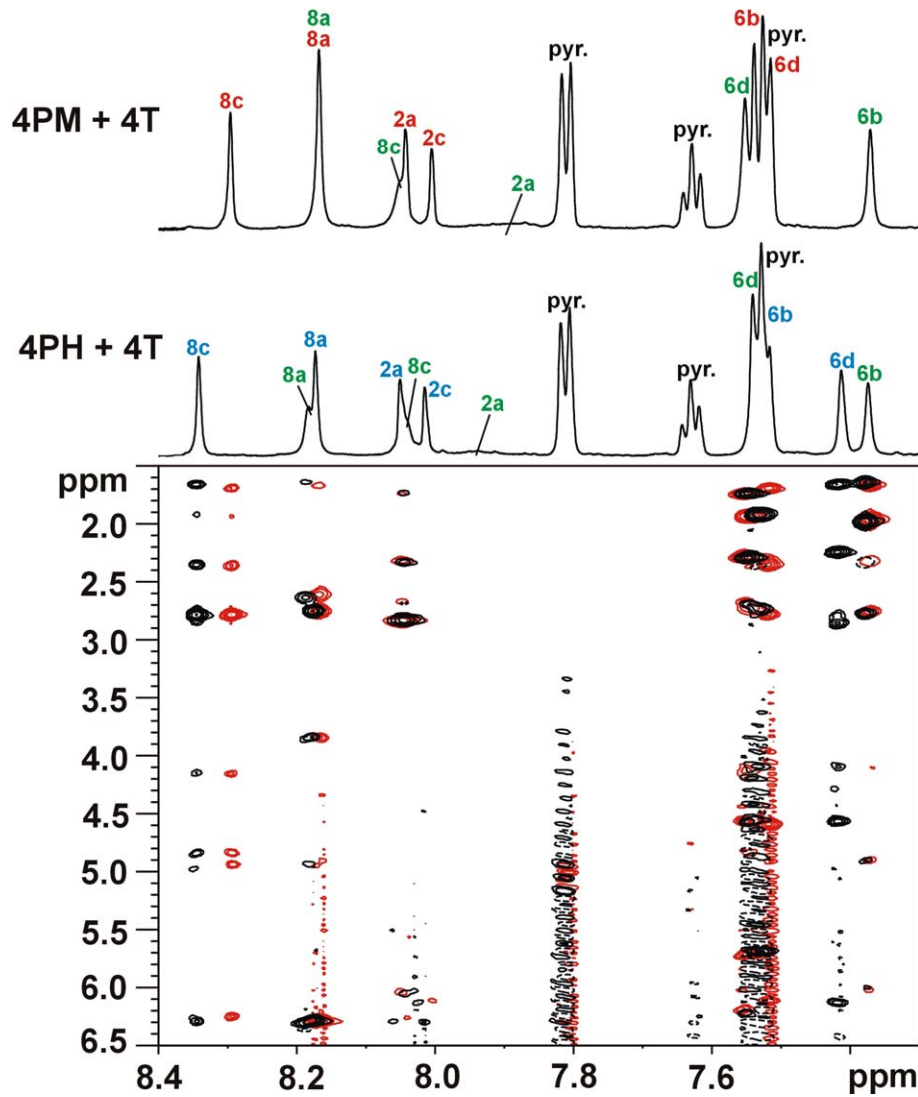 8a
8a
6b
pyr.
pyr.
6d
6d
8c
2a
2c
6b
4PM + 4T
8c
pyr.
2a
pyr.
6d
pyr.
6b
4PH + 4T
8c
8a
8a
2a
8c
2c
pyr.
6d
6b
2a
ppm
2.0
2.5
3.0
3.5
4.0
4.5
5.0
5.5
6.0
6.5
8.4 8.2 8.0 7.8 7.6 ppm